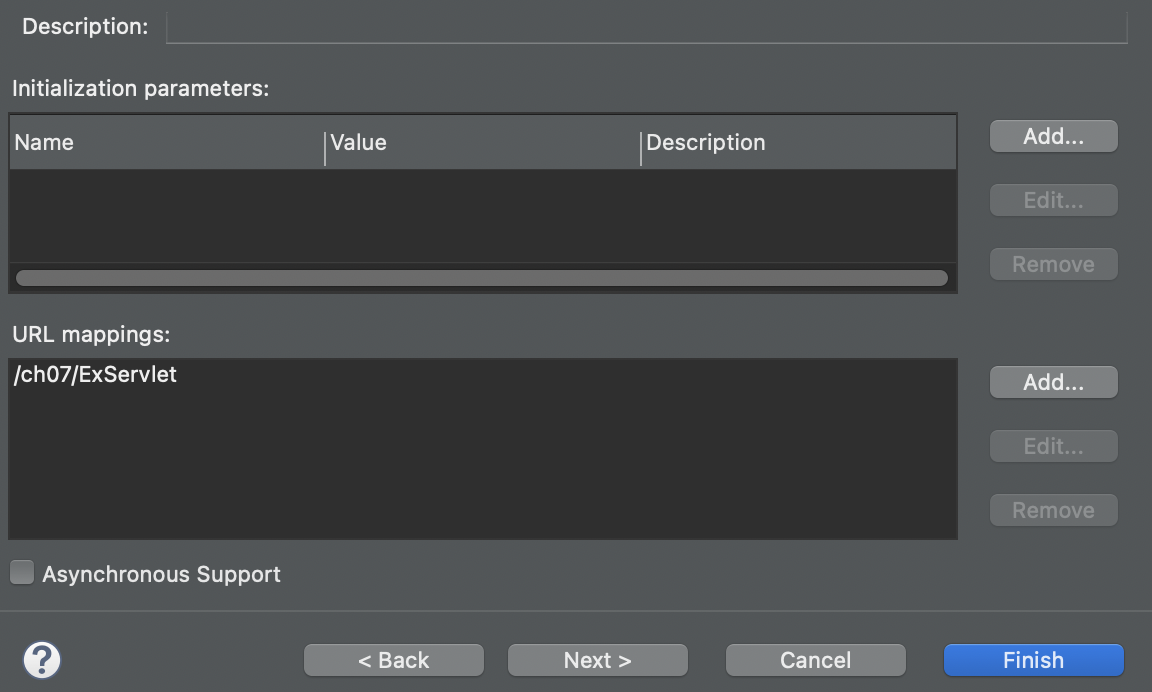 Description:
Initialization parameters:
Name Value Description
Add...
Edit...
Remove
URL mappings:
/ch07/ExServlet
Add...
Edit...
Remove
Asynchronous Support
? < Back Next > Cancel Finish